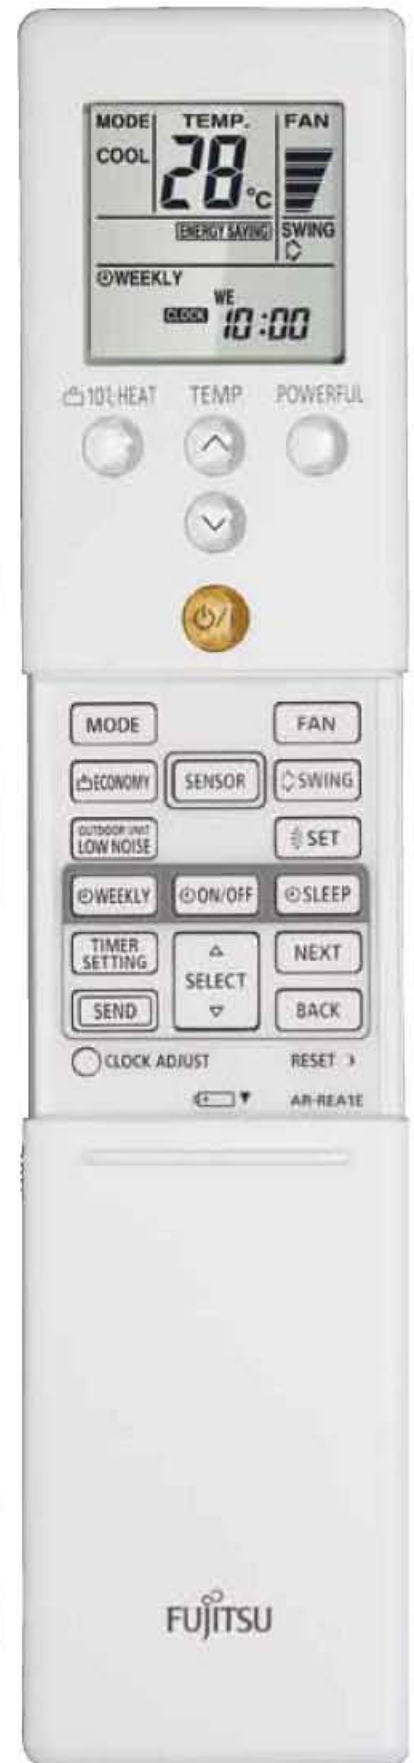 MODE TEMP. FAN
COOL 28°C
ENERGY SAVING SWING
WEEKLY
WE
CLOCK 10:00
10℃ HEAT TEMP POWERFUL
MODE FAN
ECONOMY SENSOR SWING
OUTDOOR UNIT
LOW NOISE SET
WEEKLY ON/OFF SLEEP
TIMER
SETTING NEXT
SELECT
SEND BACK
CLOCK ADJUST RESET
AR-REA1E
FUJITSU